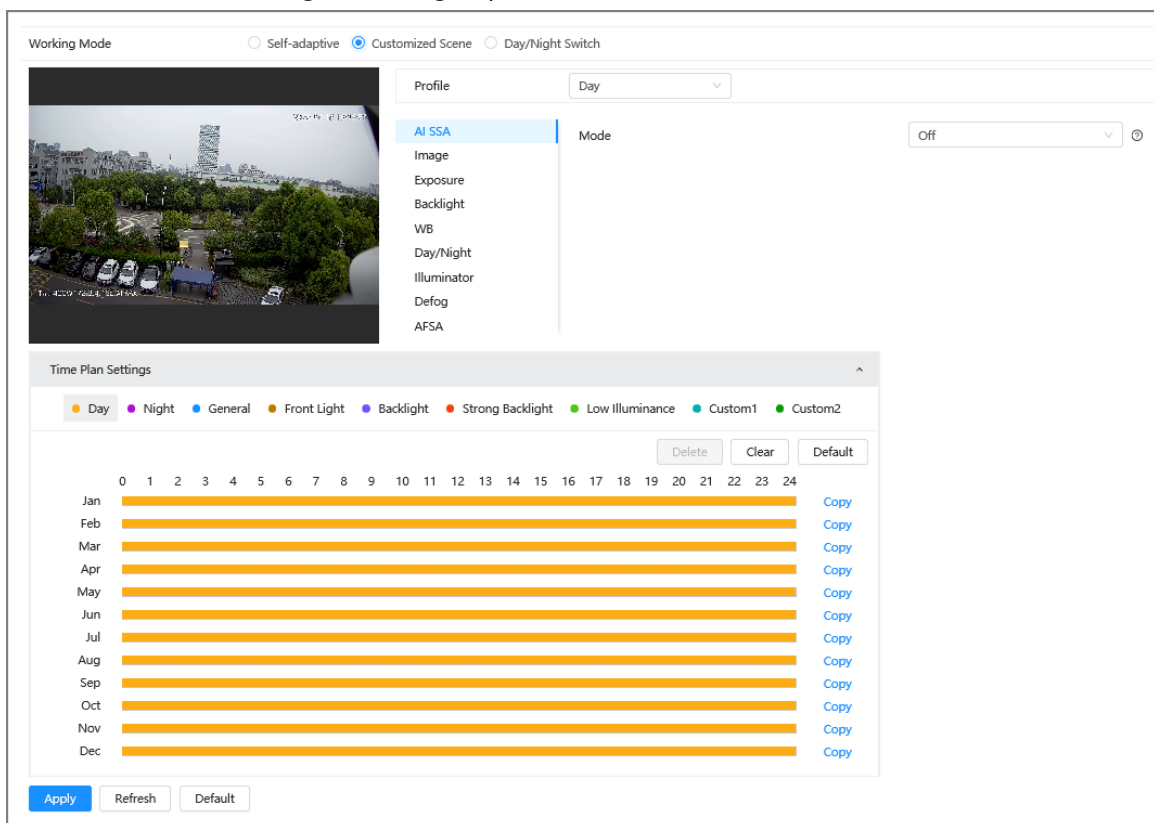 Working Mode Self-adaptive Customized Scene Day/Night Switch
Profile Day
AI SSA Mode Off
Image
Exposure
Backlight
WB
Day/Night
Illuminator
Defog
AFSA
Time Plan Settings
Day Night General Front Light Backlight Strong Backlight Low Illuminance Custom1 Custom2
Delete Clear Default
0 1 2 3 4 5 6 7 8 9 10 11 12 13 14 15 16 17 18 19 20 21 22 23 24
Jan Copy
Feb Copy
Mar Copy
Apr Copy
May Copy
Jun Copy
Jul Copy
Aug Copy
Sep Copy
Oct Copy
Nov Copy
Dec Copy
Apply Refresh Default